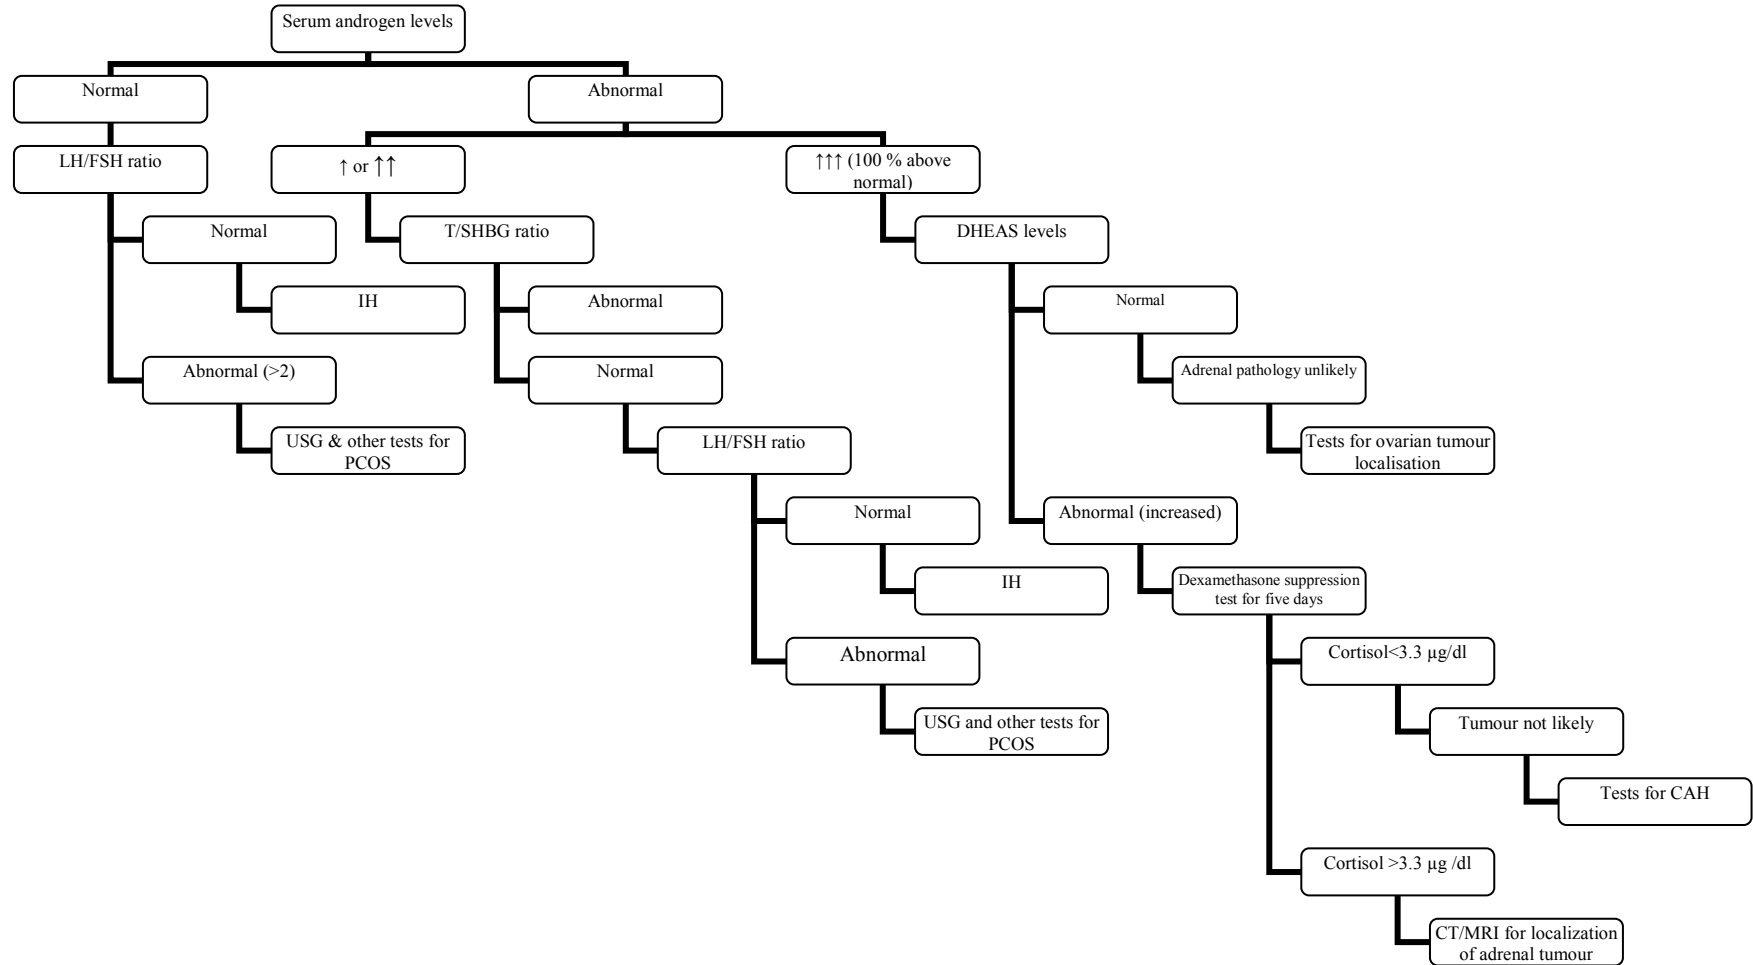 Serum androgen levels
Normal
Abnormal
LH/FSH ratio
↑ or ↑↑
↑↑↑ (100 % above
normal)
Normal
T/SHBG ratio
DHEAS levels
IH
Abnormal
Normal
Abnormal (>2)
Normal
Adrenal pathology unlikely
USG & other tests for
PCOS
LH/FSH ratio
Tests for ovarian tumour
localisation
Normal
Abnormal (increased)
IH
Dexamethasone suppression
test for five days
Abnormal
Cortisol<3.3 µg/dl
USG and other tests for
PCOS
Tumour not likely
Tests for CAH
Cortisol >3.3 µg /dl
CT/MRI for localization
of adrenal tumour